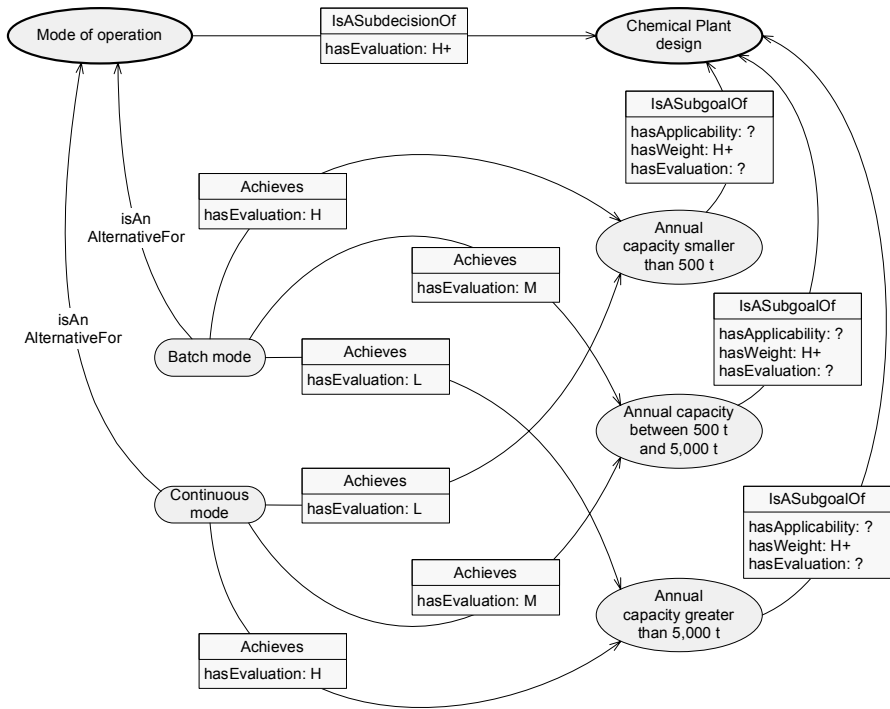 Mode of operation
IsASubdecisionOf
hasEvaluation: H+
Chemical Plant
design
IsASubgoalOf
hasApplicability: ?
hasWeight: H+
hasEvaluation: ?
Achieves
hasEvaluation: H
isAn
AlternativeFor
Annual
capacity smaller
than 500 t
Achieves
hasEvaluation: M
IsASubgoalOf
hasApplicability: ?
hasWeight: H+
hasEvaluation: ?
isAn
AlternativeFor
Batch mode
Achieves
hasEvaluation: L
Annual capacity
between 500 t
and 5,000 t
Continuous
mode
Achieves
hasEvaluation: L
IsASubgoalOf
hasApplicability: ?
hasWeight: H+
hasEvaluation: ?
Achieves
hasEvaluation: M
Annual
capacity greater
than 5,000 t
Achieves
hasEvaluation: H